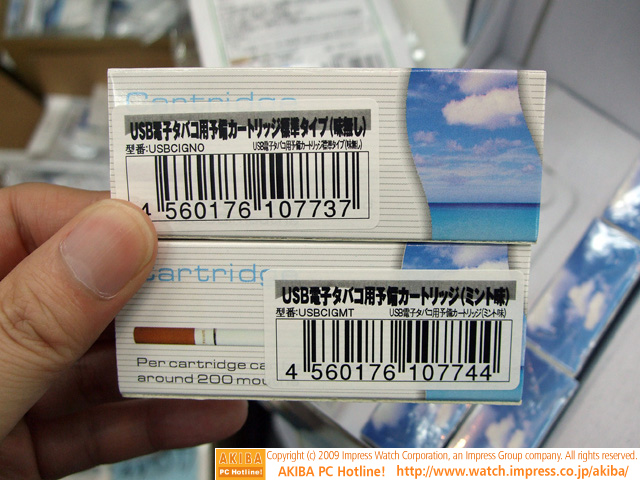 Cartridge
USB電子タバコ用予備カートリッジ標準タイプ(味無し)
型番:USBCIGNO USB電子タバコ用予備カートリッジ標準タイプ(味無し)
4 560176 107737
Cartridge
USB電子タバコ用予備カートリッジ(ミント味)
型番:USBCIGMT USB電子タバコ用予備カートリッジ(ミント味)
4 560176 107744
Per cartridge ca
around 200 mou
AKIBA PC Hotline!
Copyright (c) 2009 Impress Watch Corporation, an Impress Group company. All rights reserved.
AKIBA PC Hotline! http://www.watch.impress.co.jp/akiba/